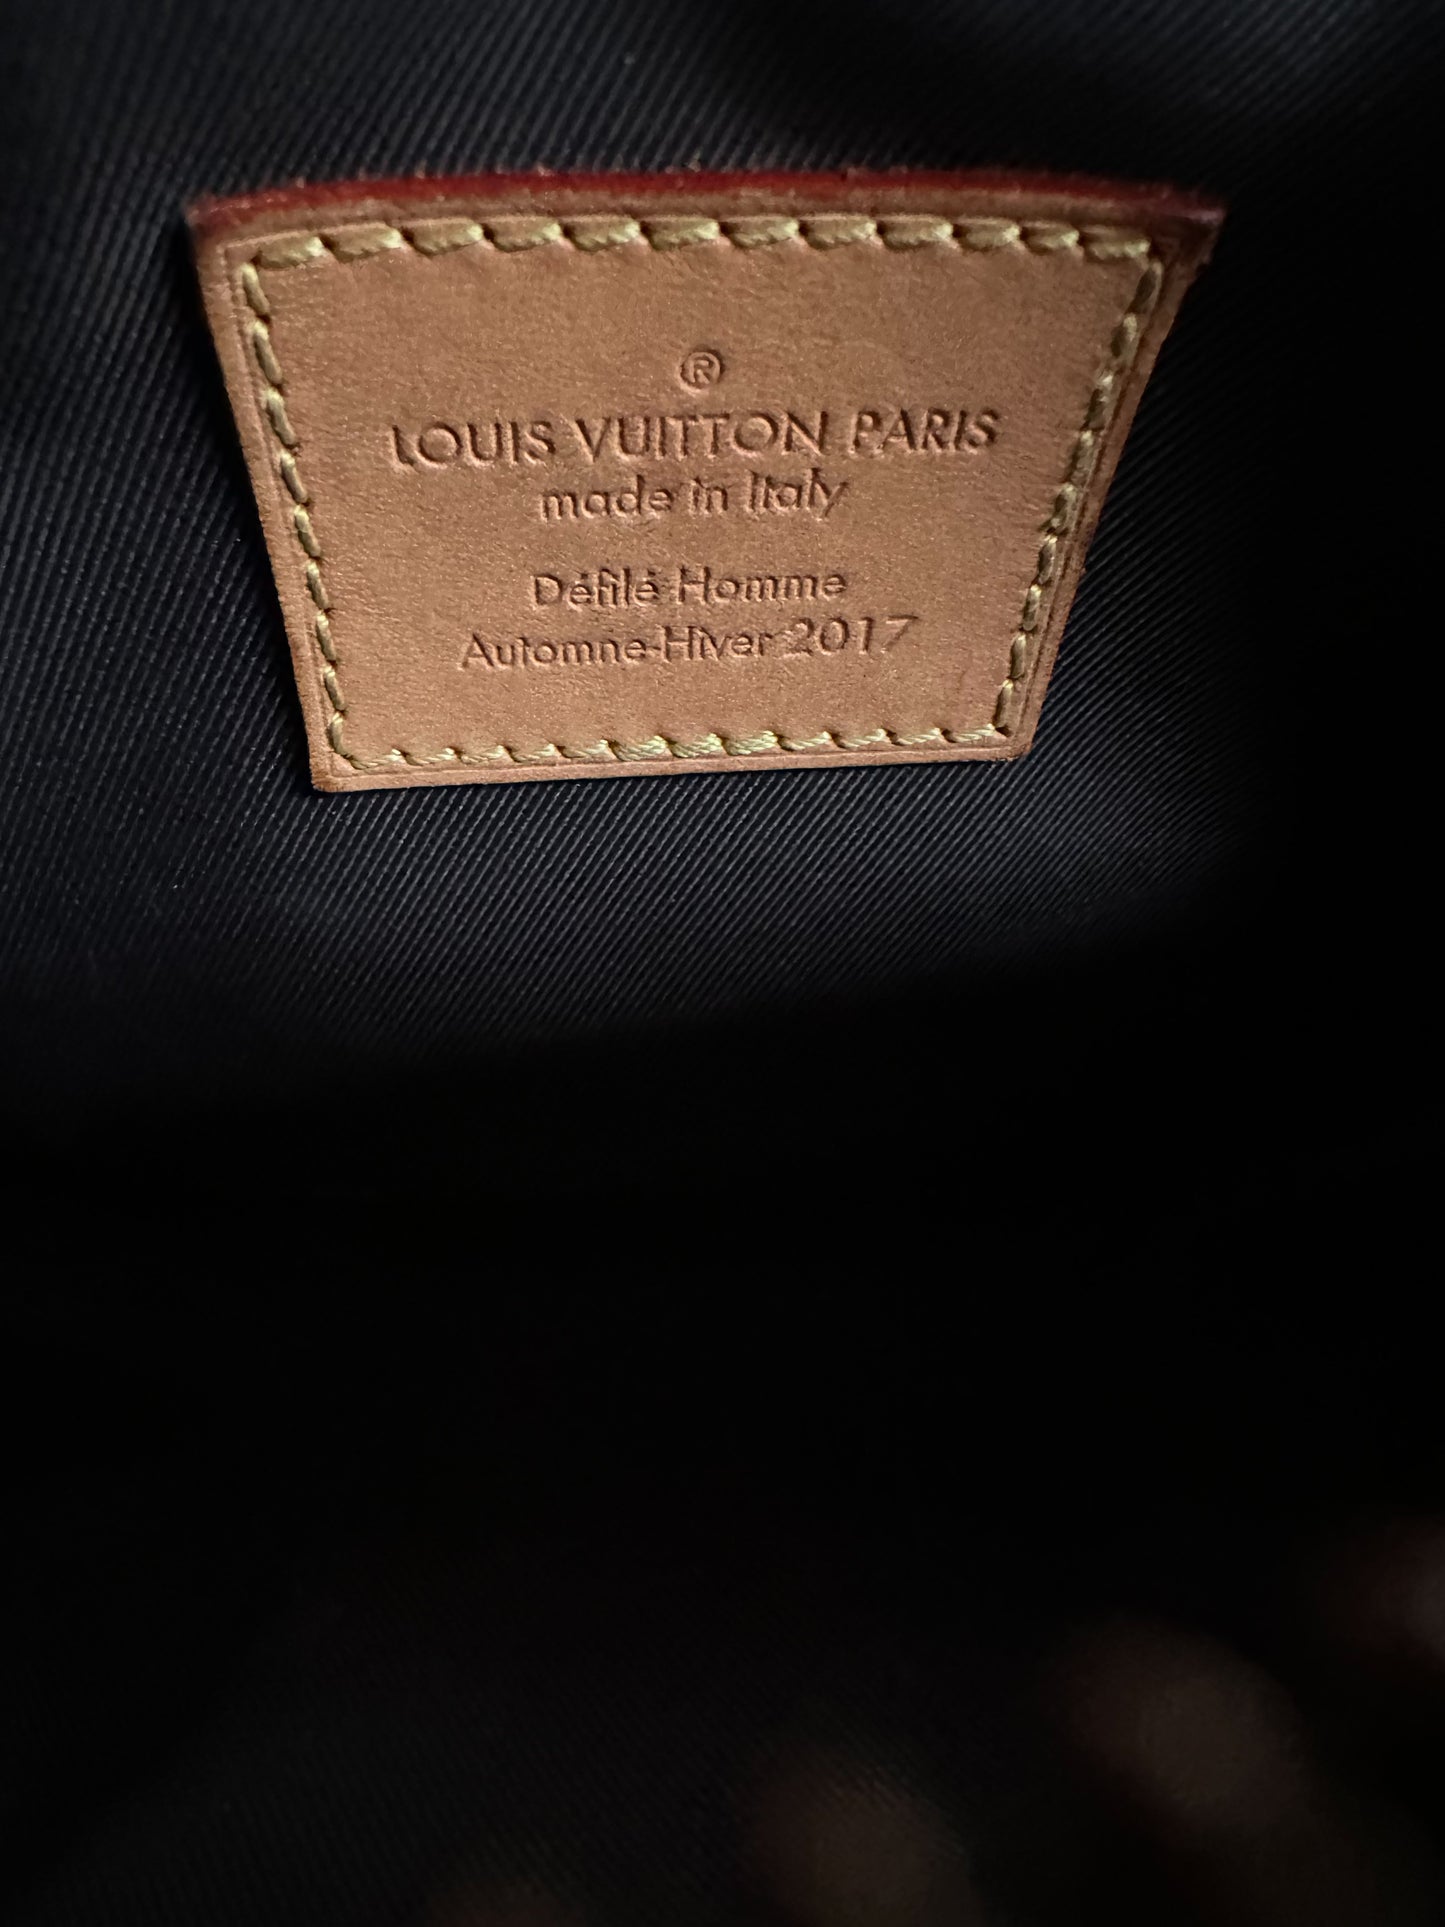 ®
LOUIS VUITTON PARIS
made in Italy
Défilé Homme
Automne-Hiver 2017